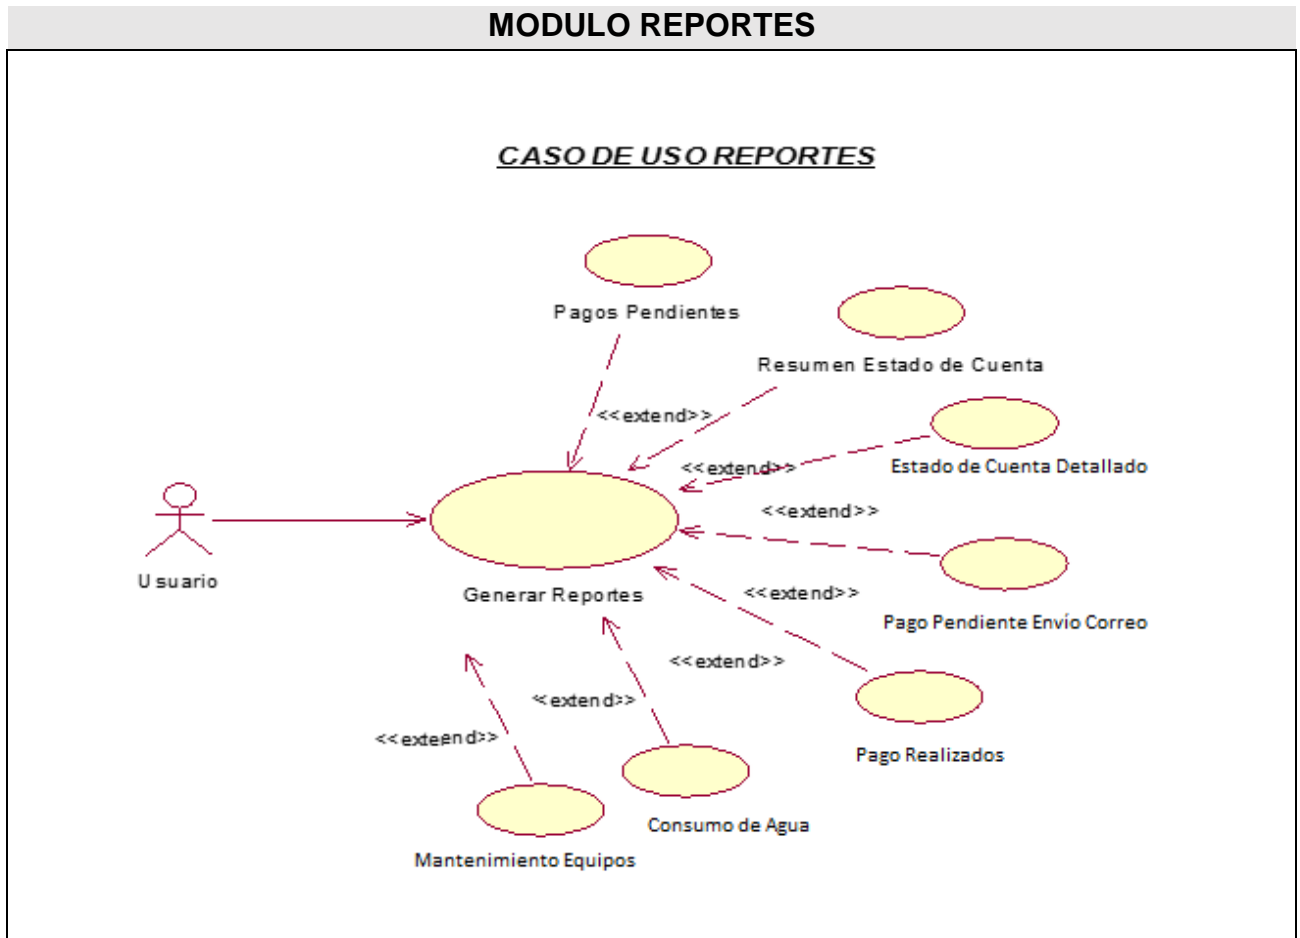 MODULO REPORTES
CASO DE USO REPORTES
Pagos Pendientes
Resumen Estado de Cuenta
<<extend>>
Estado de Cuenta Detallado
<<extend>>
<<extend>>
Usuario
Generar Reportes
<<extend>>
Pago Pendiente Envío Correo
<<extend>>
<<extend>>
<<exteend>>
Pago Realizados
Consumo de Agua
Mantenimiento Equipos